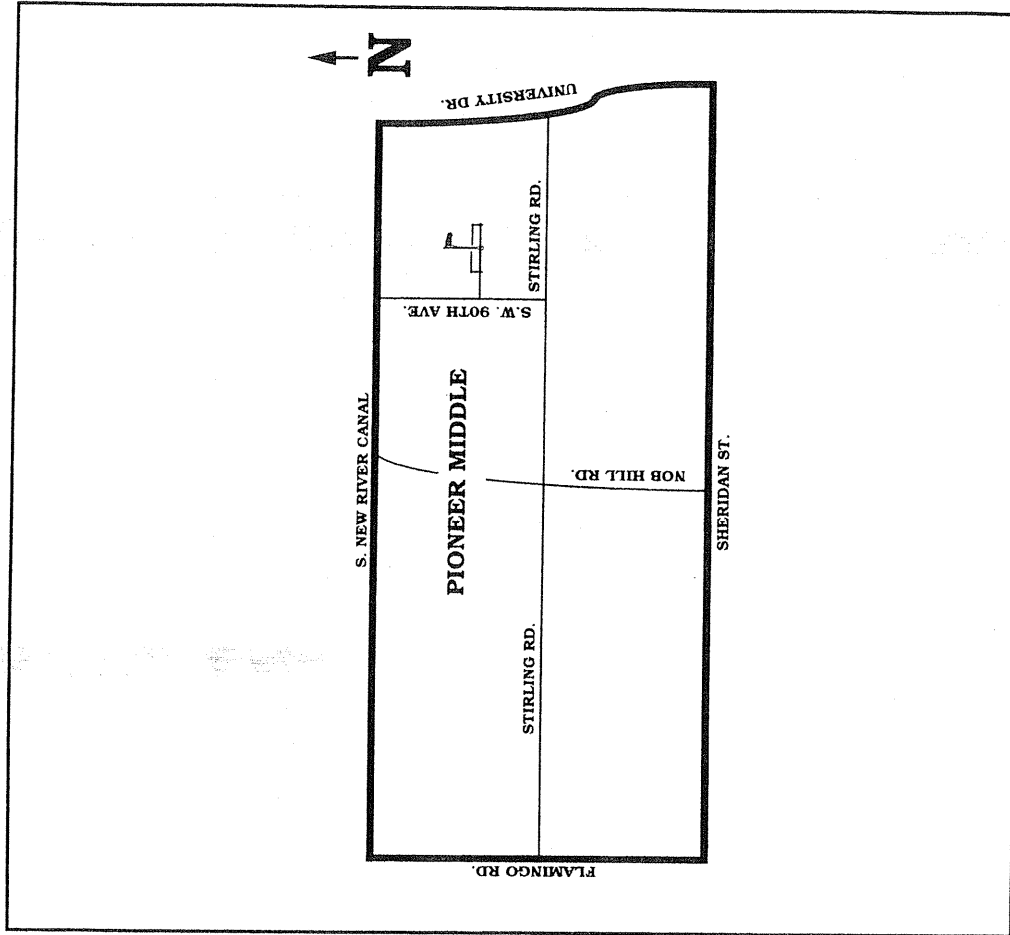 N
S. NEW RIVER CANAL
PIONEER MIDDLE
S.W. 90TH AVE.
UNIVERSITY DR.
FLAMINGO RD.
STIRLING RD.
STIRLING RD.
NOB HILL RD.
SHERIDAN ST.